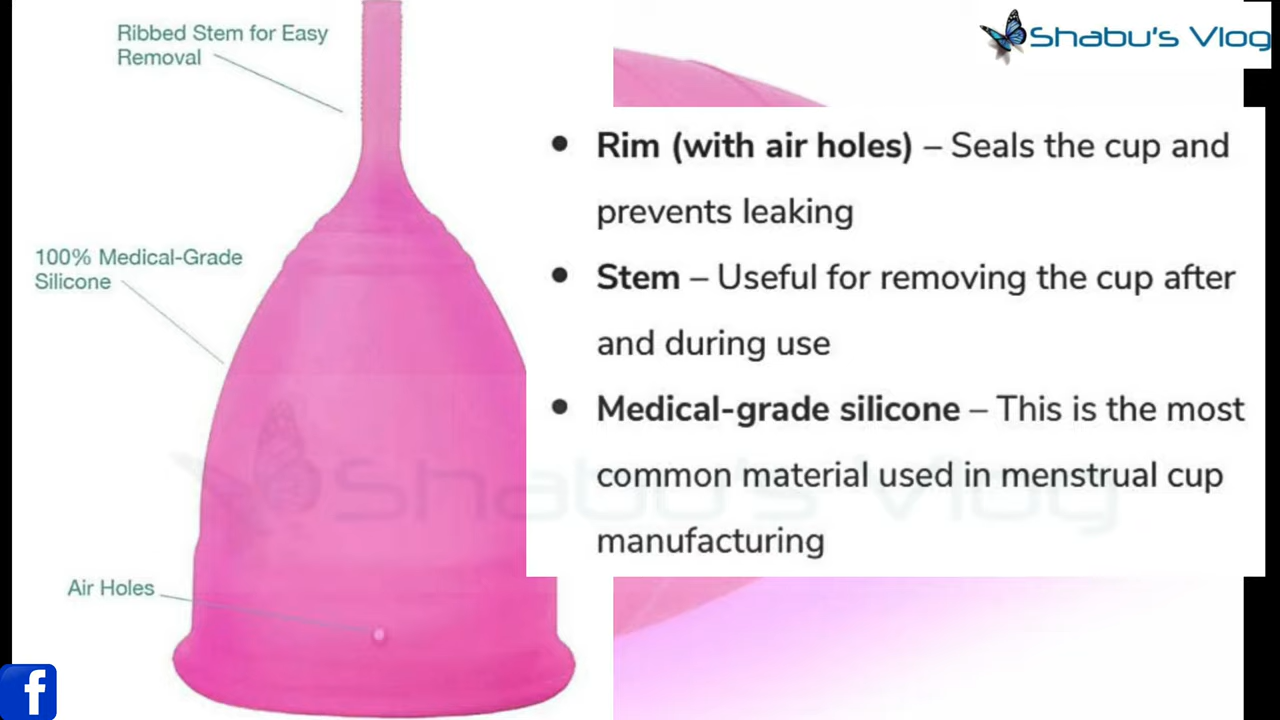 Ribbed Stem for Easy
Removal
100% Medical-Grade
Silicone
Air Holes
Shabu's Vlog
• Rim (with air holes) – Seals the cup and
prevents leaking
• Stem – Useful for removing the cup after
and during use
• Medical-grade silicone – This is the most
common material used in menstrual cup
manufacturing
Shabu's Vlog
f